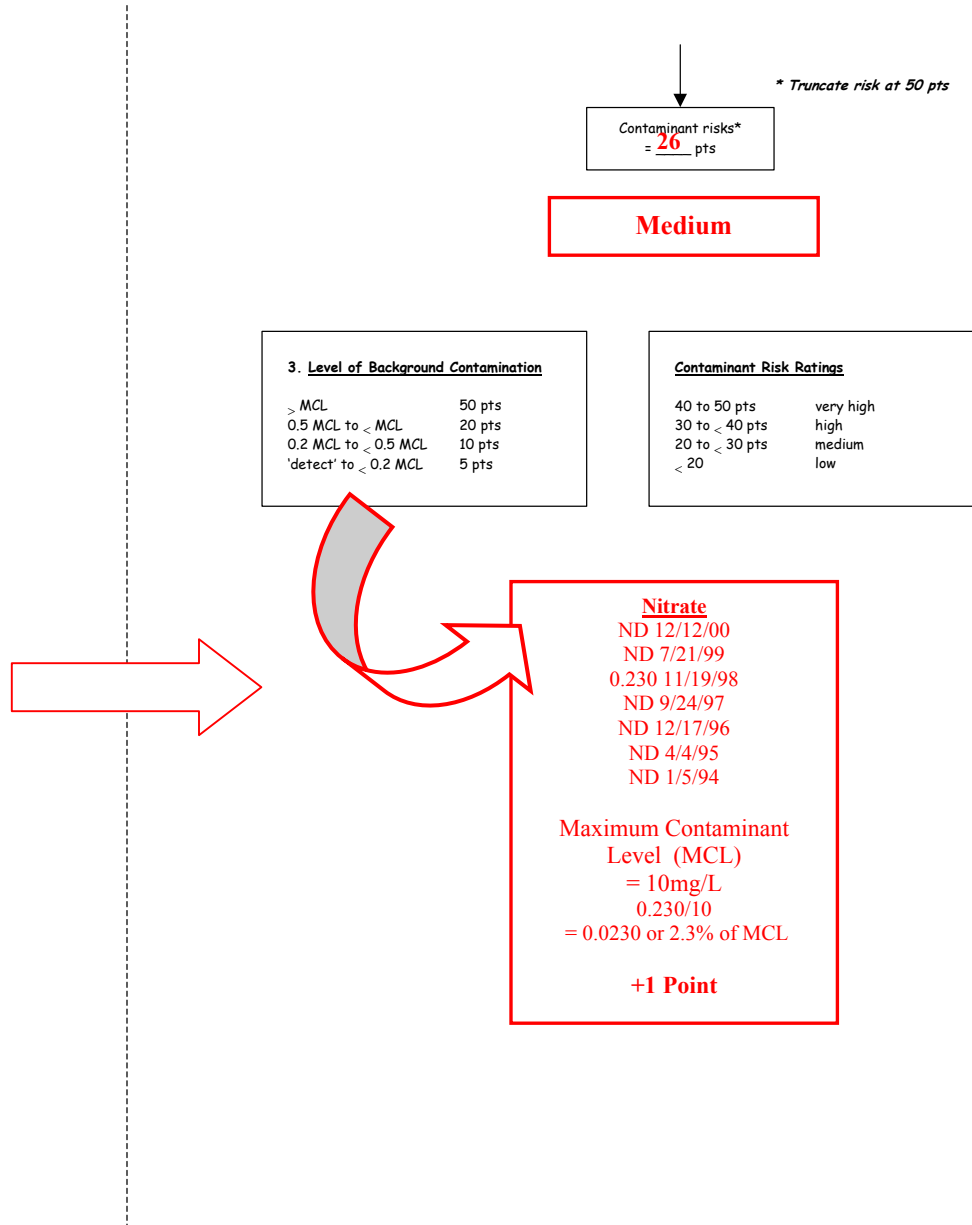 * Truncate risk at 50 pts
Contaminant risks*
= 26 pts
Medium
3. Level of Background Contamination
> MCL 50 pts
0.5 MCL to < MCL 20 pts
0.2 MCL to < 0.5 MCL 10 pts
‘detect’ to < 0.2 MCL 5 pts
Contaminant Risk Ratings
40 to 50 pts very high
30 to < 40 pts high
20 to < 30 pts medium
< 20 low
Nitrate
ND 12/12/00
ND 7/21/99
0.230 11/19/98
ND 9/24/97
ND 12/17/96
ND 4/4/95
ND 1/5/94
Maximum Contaminant
Level (MCL)
= 10mg/L
0.230/10
= 0.0230 or 2.3% of MCL
+1 Point